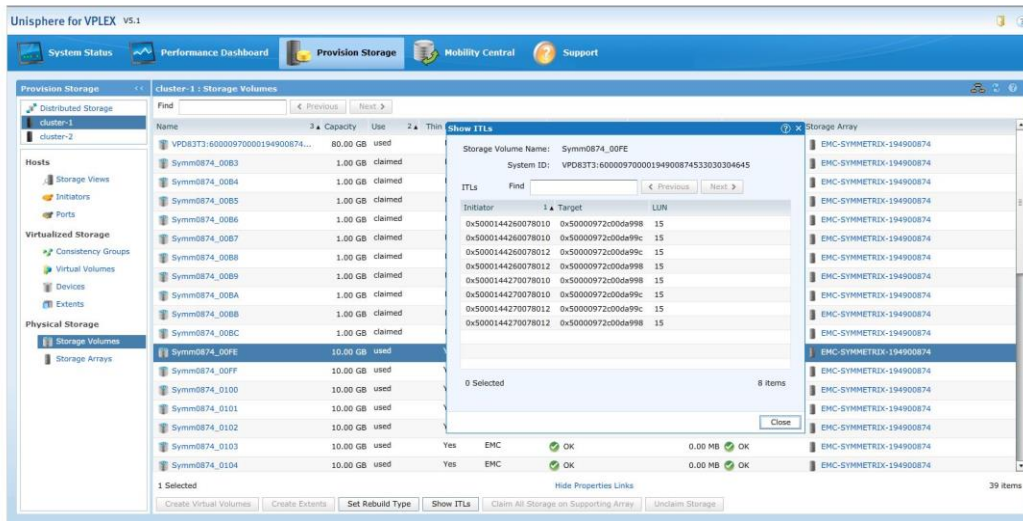 Unisphere for VPLEX V5.1
System Status Performance Dashboard Provision Storage Mobility Central Support
Provision Storage <<
Distributed Storage
cluster-1
cluster-2
Hosts
Storage Views
Initiators
Ports
Virtualized Storage
Consistency Groups
Virtual Volumes
Devices
Extents
Physical Storage
Storage Volumes
Storage Arrays
cluster-1 : Storage Volumes
Find Previous Next
Name 3 Capacity Use 2 Thin Storage Array
VPD83T3:60000970000194900874... 80.00 GB used EMC-SYMMETRIX-194900874
Symm0874_00B3 1.00 GB claimed EMC-SYMMETRIX-194900874
Symm0874_00B4 1.00 GB claimed EMC-SYMMETRIX-194900874
Symm0874_00B5 1.00 GB claimed EMC-SYMMETRIX-194900874
Symm0874_00B6 1.00 GB claimed EMC-SYMMETRIX-194900874
Symm0874_00B7 1.00 GB claimed EMC-SYMMETRIX-194900874
Symm0874_00B8 1.00 GB claimed EMC-SYMMETRIX-194900874
Symm0874_00B9 1.00 GB claimed EMC-SYMMETRIX-194900874
Symm0874_00BA 1.00 GB claimed EMC-SYMMETRIX-194900874
Symm0874_00BB 1.00 GB claimed EMC-SYMMETRIX-194900874
Symm0874_00BC 1.00 GB claimed EMC-SYMMETRIX-194900874
Symm0874_00FE 10.00 GB used EMC-SYMMETRIX-194900874
Symm0874_00FF 10.00 GB used EMC-SYMMETRIX-194900874
Symm0874_0100 10.00 GB used EMC-SYMMETRIX-194900874
Symm0874_0101 10.00 GB used EMC-SYMMETRIX-194900874
Symm0874_0102 10.00 GB used EMC-SYMMETRIX-194900874
Symm0874_0103 10.00 GB used Yes EMC OK 0.00 MB OK EMC-SYMMETRIX-194900874
Symm0874_0104 10.00 GB used Yes EMC OK 0.00 MB OK EMC-SYMMETRIX-194900874
1 Selected Hide Properties Links 39 items
Create Virtual Volumes Create Extents Set Rebuild Type Show ITLs Claim All Storage on Supporting Array Unclaim Storage
Show ITLs
Storage Volume Name: Symm0874_00FE
System ID: VPD83T3:60000970000194900874533030304645
ITLs Find Previous Next
Initiator 1 Target LUN
0x5000144260078010 0x50000972c00da998 15
0x5000144260078010 0x50000972c00da99c 15
0x5000144260078012 0x50000972c00da99c 15
0x5000144260078012 0x50000972c00da998 15
0x5000144270078010 0x50000972c00da998 15
0x5000144270078010 0x50000972c00da99c 15
0x5000144270078012 0x50000972c00da99c 15
0x5000144270078012 0x50000972c00da998 15
0 Selected 8 items
Close